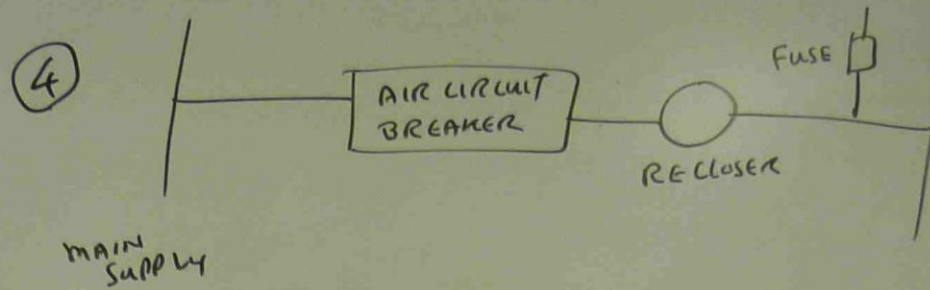 4
AIR CIRCUIT
BREAKER
FUSE
RECLOSER
MAIN
SUPPLY